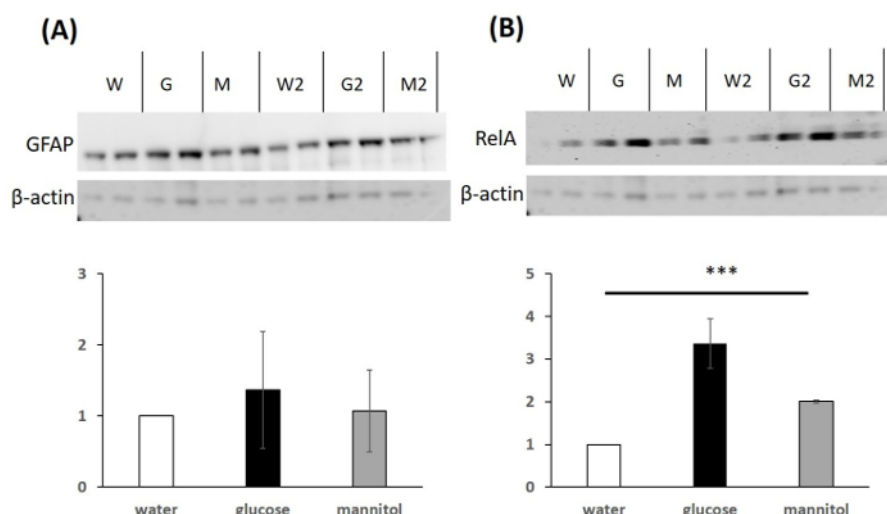 (A)
W G M W2 G2 M2
GFAP
β-actin
3
2
1
0
water glucose mannitol
(B)
W G M W2 G2 M2
RelA
β-actin
***
5
4
3
2
1
0
water glucose mannitol